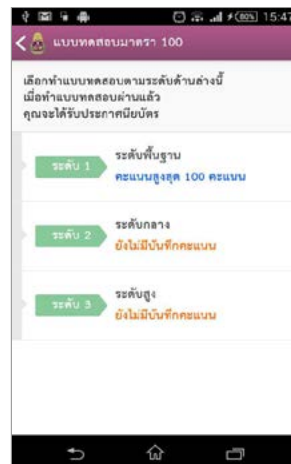 80%
15:47
แบบทดสอบมาตรา 100
เลือกทำแบบทดสอบตามระดับด้านล่างนี้
เมื่อทำแบบทดสอบผ่านแล้ว
คุณจะได้รับประกาศนียบัตร
ระดับ 1
ระดับพื้นฐาน
คะแนนสูงสุด 100 คะแนน
ระดับ 2
ระดับกลาง
ยังไม่มีบันทึกคะแนน
ระดับ 3
ระดับสูง
ยังไม่มีบันทึกคะแนน